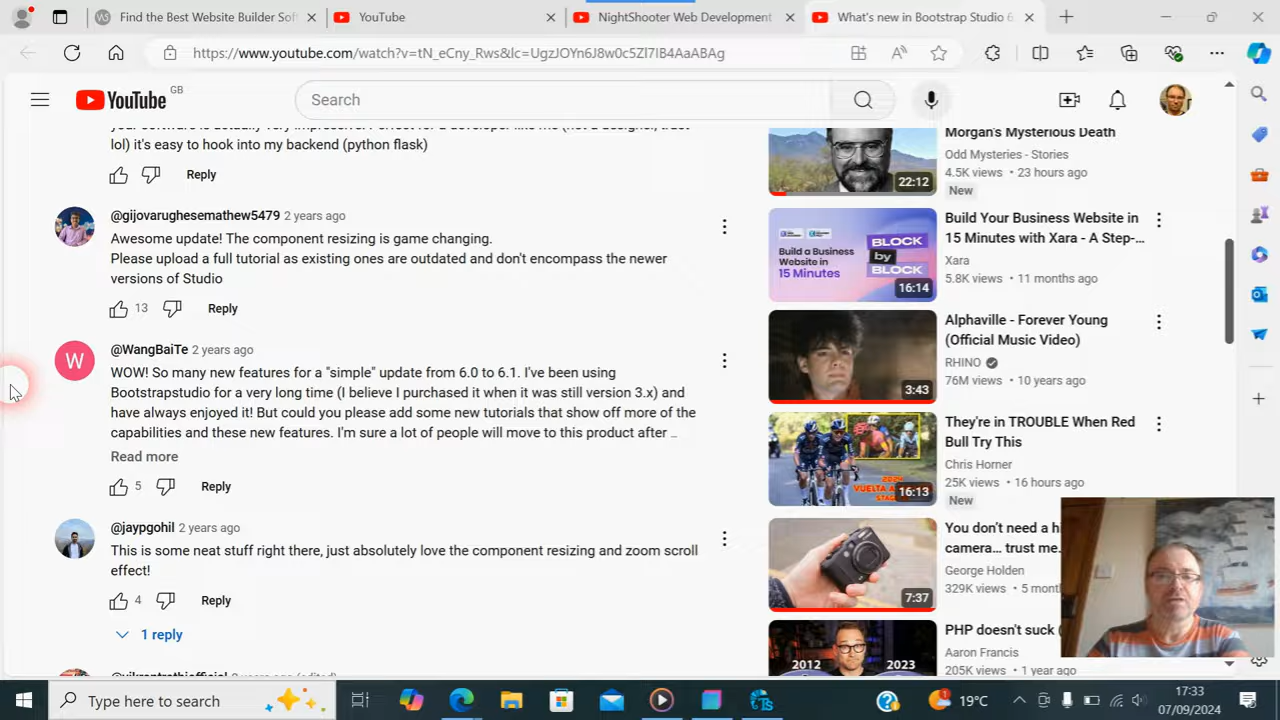 Find the Best Website Builder Sof
YouTube
NightShooter Web Development
What's new in Bootstrap Studio 6
https://www.youtube.com/watch?v=tN_eCny_Rws&lc=UgzJOYn6J8w0c5Zl7IB4AaABAg
YouTube GB
Search
lol) it's easy to hook into my backend (python flask)
Reply
@gijovarughesemathew5479 2 years ago
Awesome update! The component resizing is game changing.
Please upload a full tutorial as existing ones are outdated and don't encompass the newer
versions of Studio
13 Reply
W
@WangBaiTe 2 years ago
WOW! So many new features for a "simple" update from 6.0 to 6.1. I've been using
Bootstrapstudio for a very long time (I believe I purchased it when it was still version 3.x) and
have always enjoyed it! But could you please add some new tutorials that show off more of the
capabilities and these new features. I'm sure a lot of people will move to this product after ...
Read more
5 Reply
@jaypgohil 2 years ago
This is some neat stuff right there, just absolutely love the component resizing and zoom scroll
effect!
4 Reply
1 reply
22:12
Morgan's Mysterious Death
Odd Mysteries - Stories
4.5K views • 23 hours ago
New
Build a Business
Website in
15 Minutes
BLOCK
by
BLOCK
16:14
Build Your Business Website in
15 Minutes with Xara - A Step-...
Xara
5.8K views • 11 months ago
3:43
Alphaville - Forever Young
(Official Music Video)
RHINO
76M views • 10 years ago
16:13
They're in TROUBLE When Red
Bull Try This
Chris Horner
25K views • 16 hours ago
New
7:37
You don't need a hi
camera... trust me.
George Holden
329K views • 5 mont
2012
2023
PHP doesn't suck (
Aaron Francis
205K views • 1 year ago
Type here to search
19°C
17:33
07/09/2024